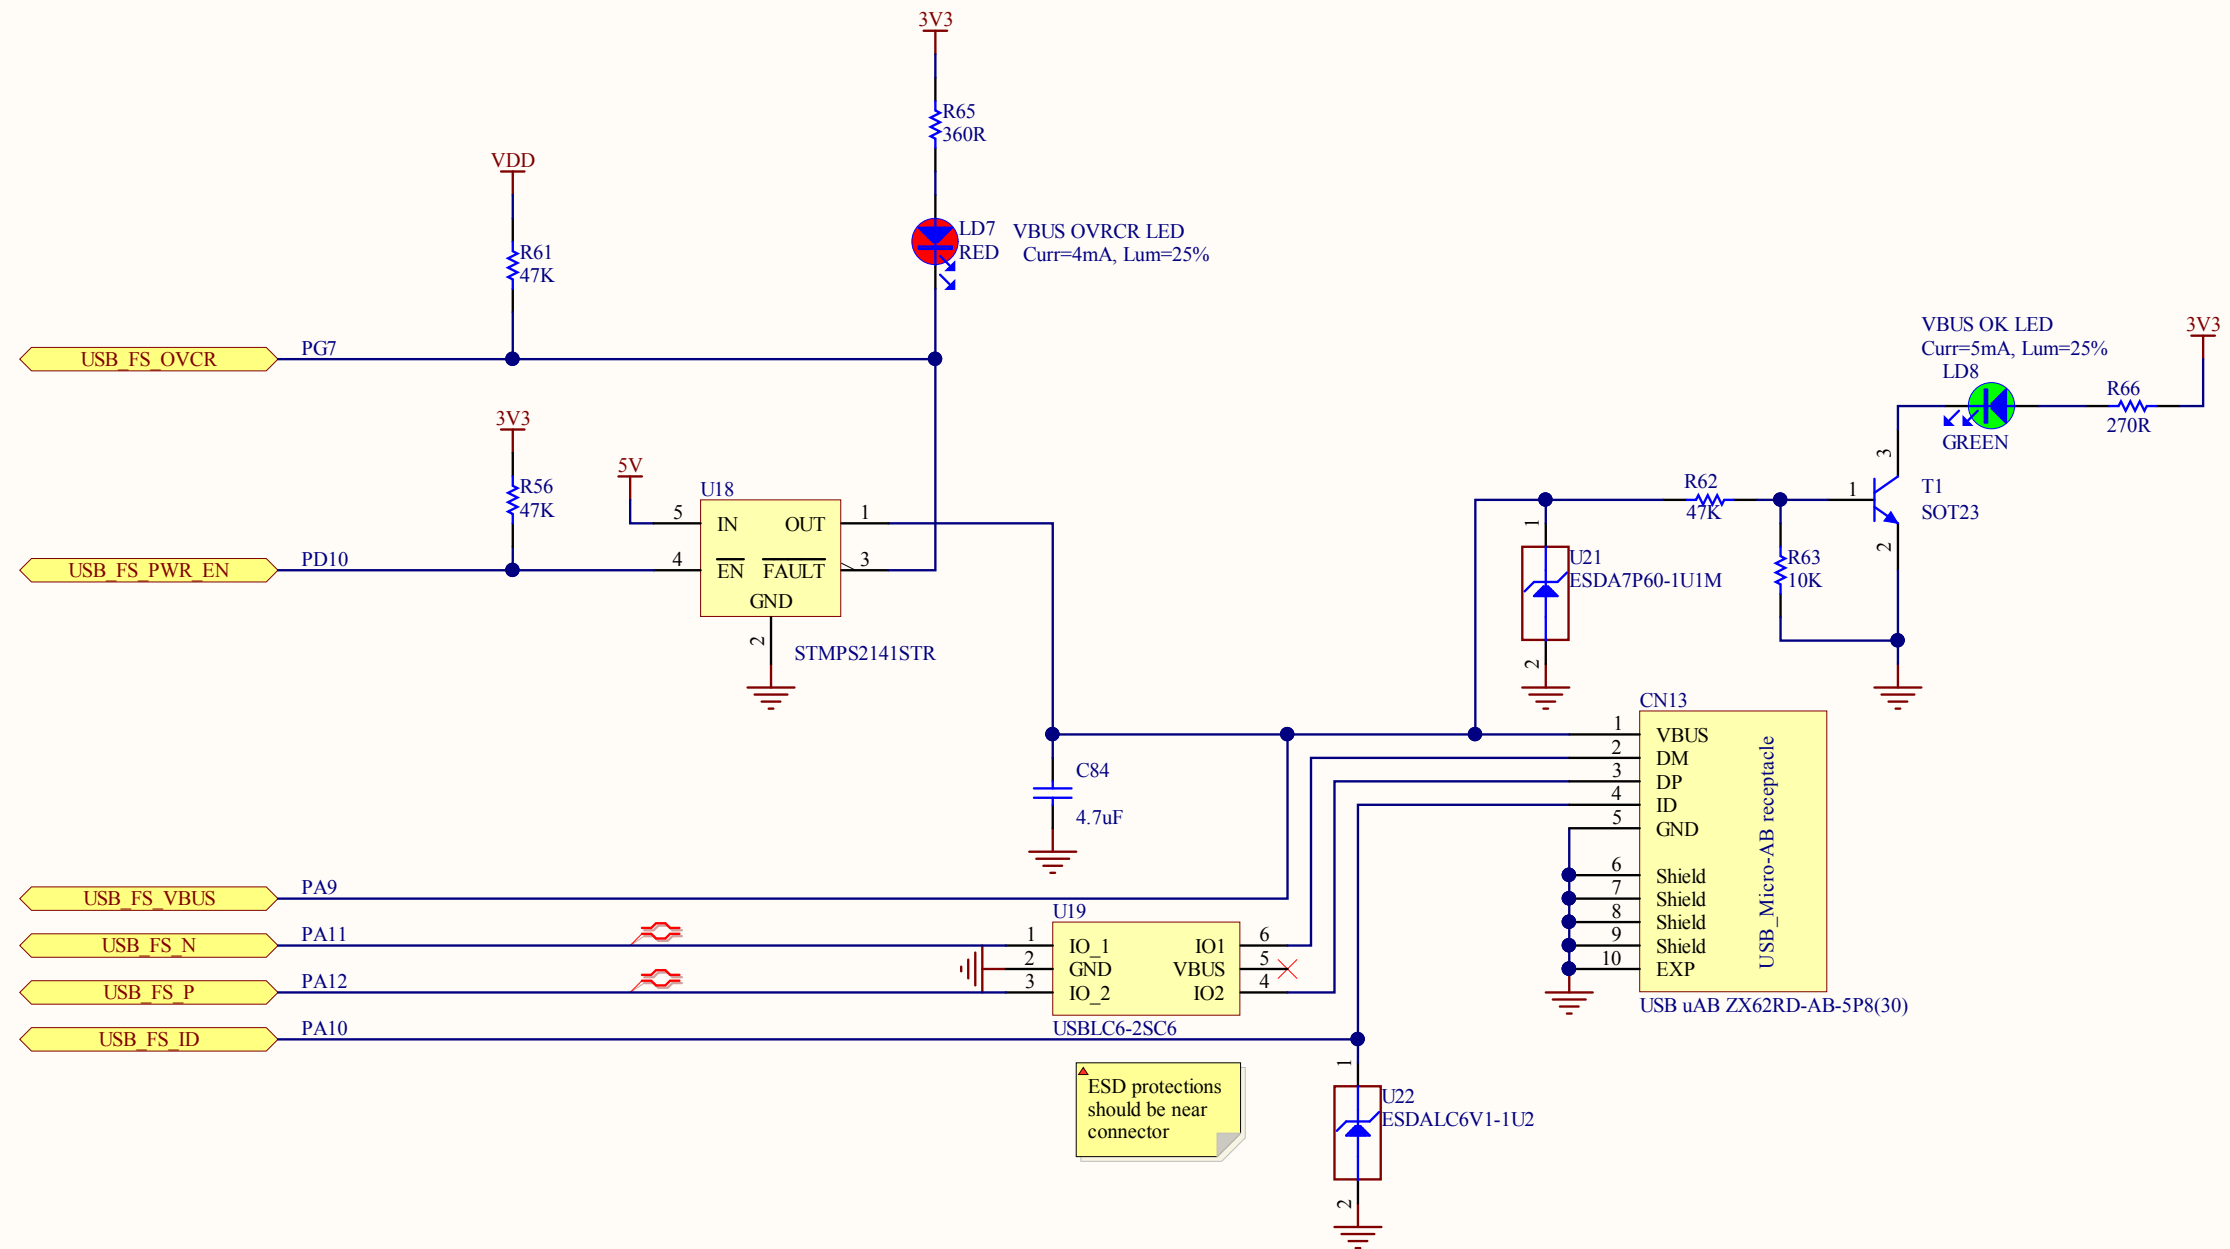 3V3
R65
360R
VDD
LD7
RED
VBUS OVRCR LED
Curr=4mA, Lum=25%
R61
47K
USB_FS_OVCR
PG7
VBUS OK LED
Curr=5mA, Lum=25%
LD8
GREEN
R66
270R
3V3
3V3
R56
47K
USB_FS_PWR_EN
PD10
5V
U18
5
IN
OUT
1
4
EN
FAULT
3
GND
2
STMPS2141STR
R62
47K
1
3
T1
SOT23
2
R63
10K
1
U21
ESDA7P60-1U1M
2
CN13
1
VBUS
2
DM
3
DP
4
ID
5
GND
6
Shield
7
Shield
8
Shield
9
Shield
10
EXP
USB_Micro-AB receptacle
USB uAB ZX62RD-AB-5P8(30)
C84
4.7uF
USB_FS_VBUS
PA9
USB_FS_N
PA11
USB_FS_P
PA12
USB_FS_ID
PA10
U19
1
IO_1
IO1
6
2
GND
VBUS
5
3
IO_2
IO2
4
USBLC6-2SC6
ESD protections
should be near
connector
1
U22
ESDALC6V1-1U2
2